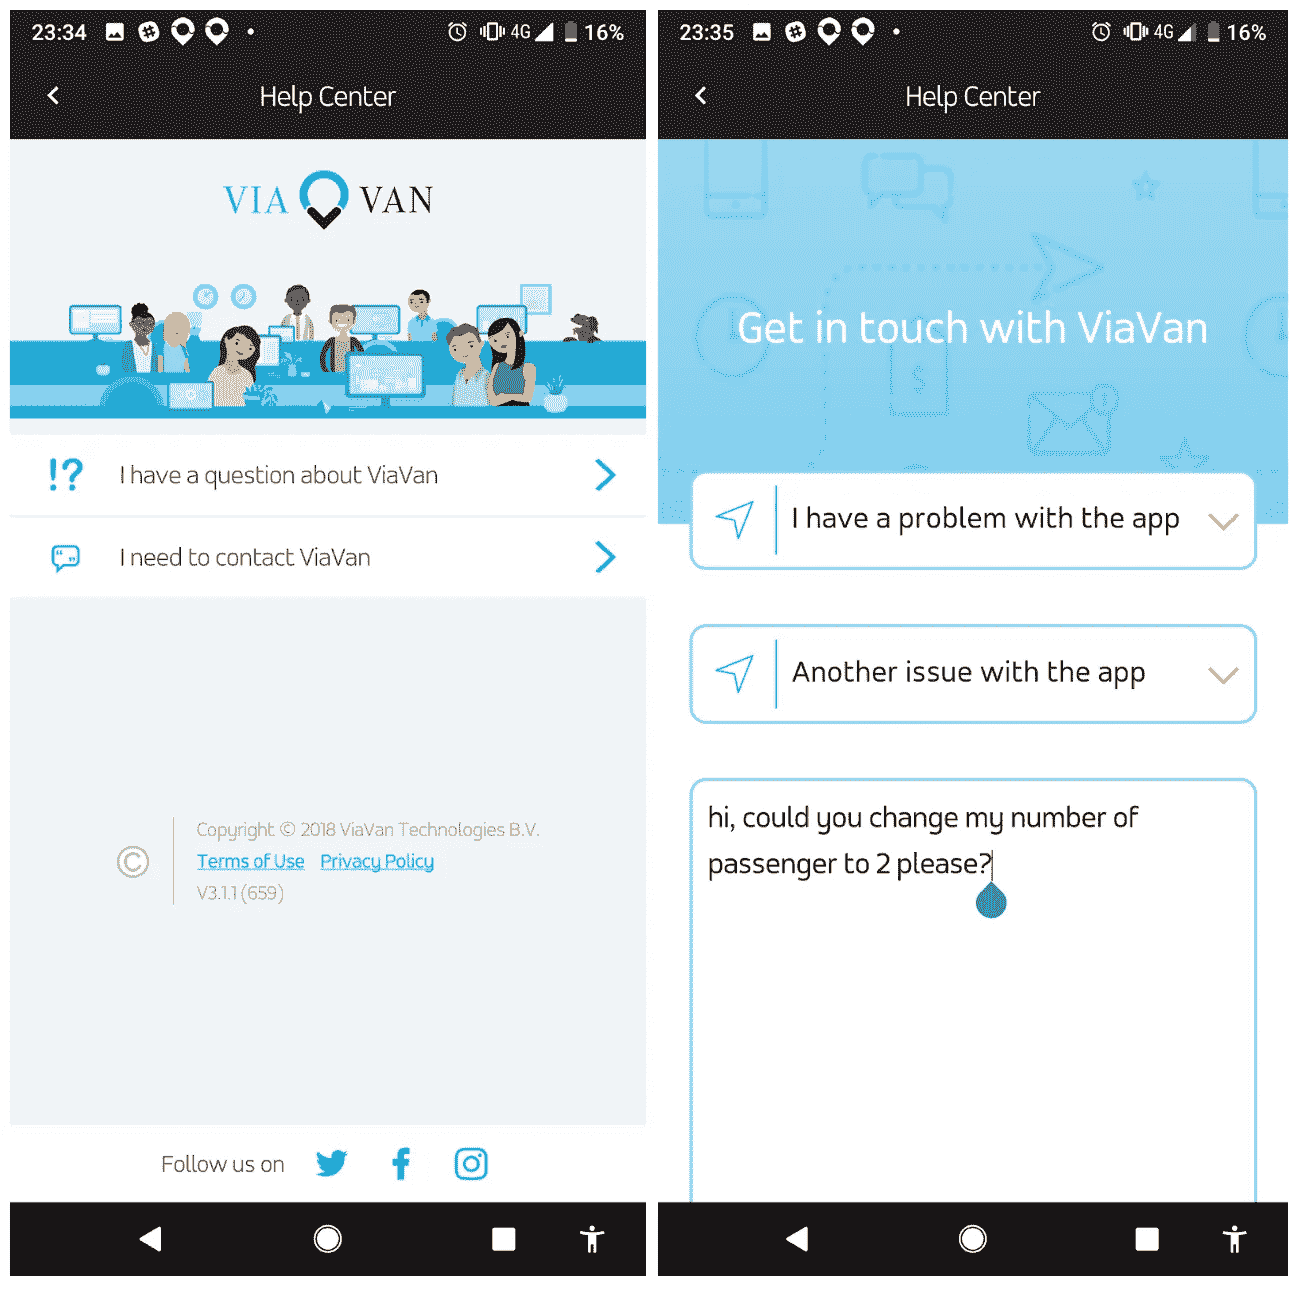 23:34
4G
16%
Help Center
VIA VAN
!? I have a question about ViaVan
I need to contact ViaVan
© Copyright © 2018 ViaVan Technologies B.V.
Terms of Use Privacy Policy
V3.1.1 (659)
Follow us on
23:35
4G
16%
Help Center
Get in touch with ViaVan
$
1
I have a problem with the app
Another issue with the app
hi, could you change my number of
passenger to 2 please?